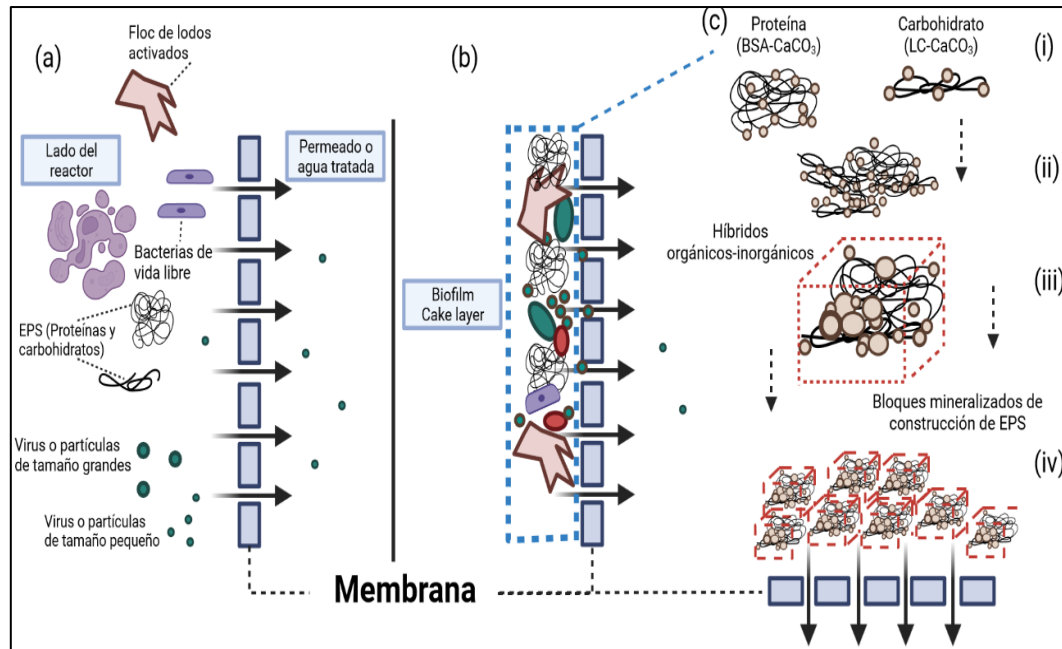 (a)
Floc de lodos
activados
Lado del
reactor
Permeado o
agua tratada
Bacterias de
vida libre
EPS (Proteínas y
carbohidratos)
Virus o partículas
de tamaño grandes
Virus o partículas
de tamaño pequeño
(b)
Biofilm
Cake layer
Membrana
(c)
Proteína
(BSA-CaCO₃)
Carbohidrato
(LC-CaCO₃)
(i)
(ii)
Híbridos
orgánicos-inorgánicos
(iii)
Bloques mineralizados de
construcción de EPS
(iv)